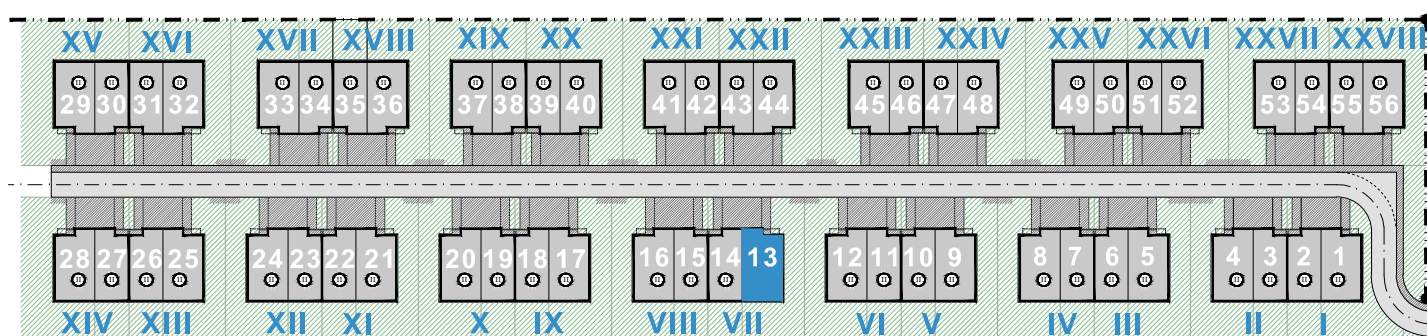 XV XVI XVII XVIII XIX XX XXI XXII XXIII XXIV XXV XXVI XXVII XXVIII
29 30 31 32 33 34 35 36 37 38 39 40 41 42 43 44 45 46 47 48 49 50 51 52 53 54 55 56
28 27 26 25 24 23 22 21 20 19 18 17 16 15 14 13 12 11 10 9 8 7 6 5 4 3 2 1
XIV XIII XII XI X IX VIII VII VI V IV III II I